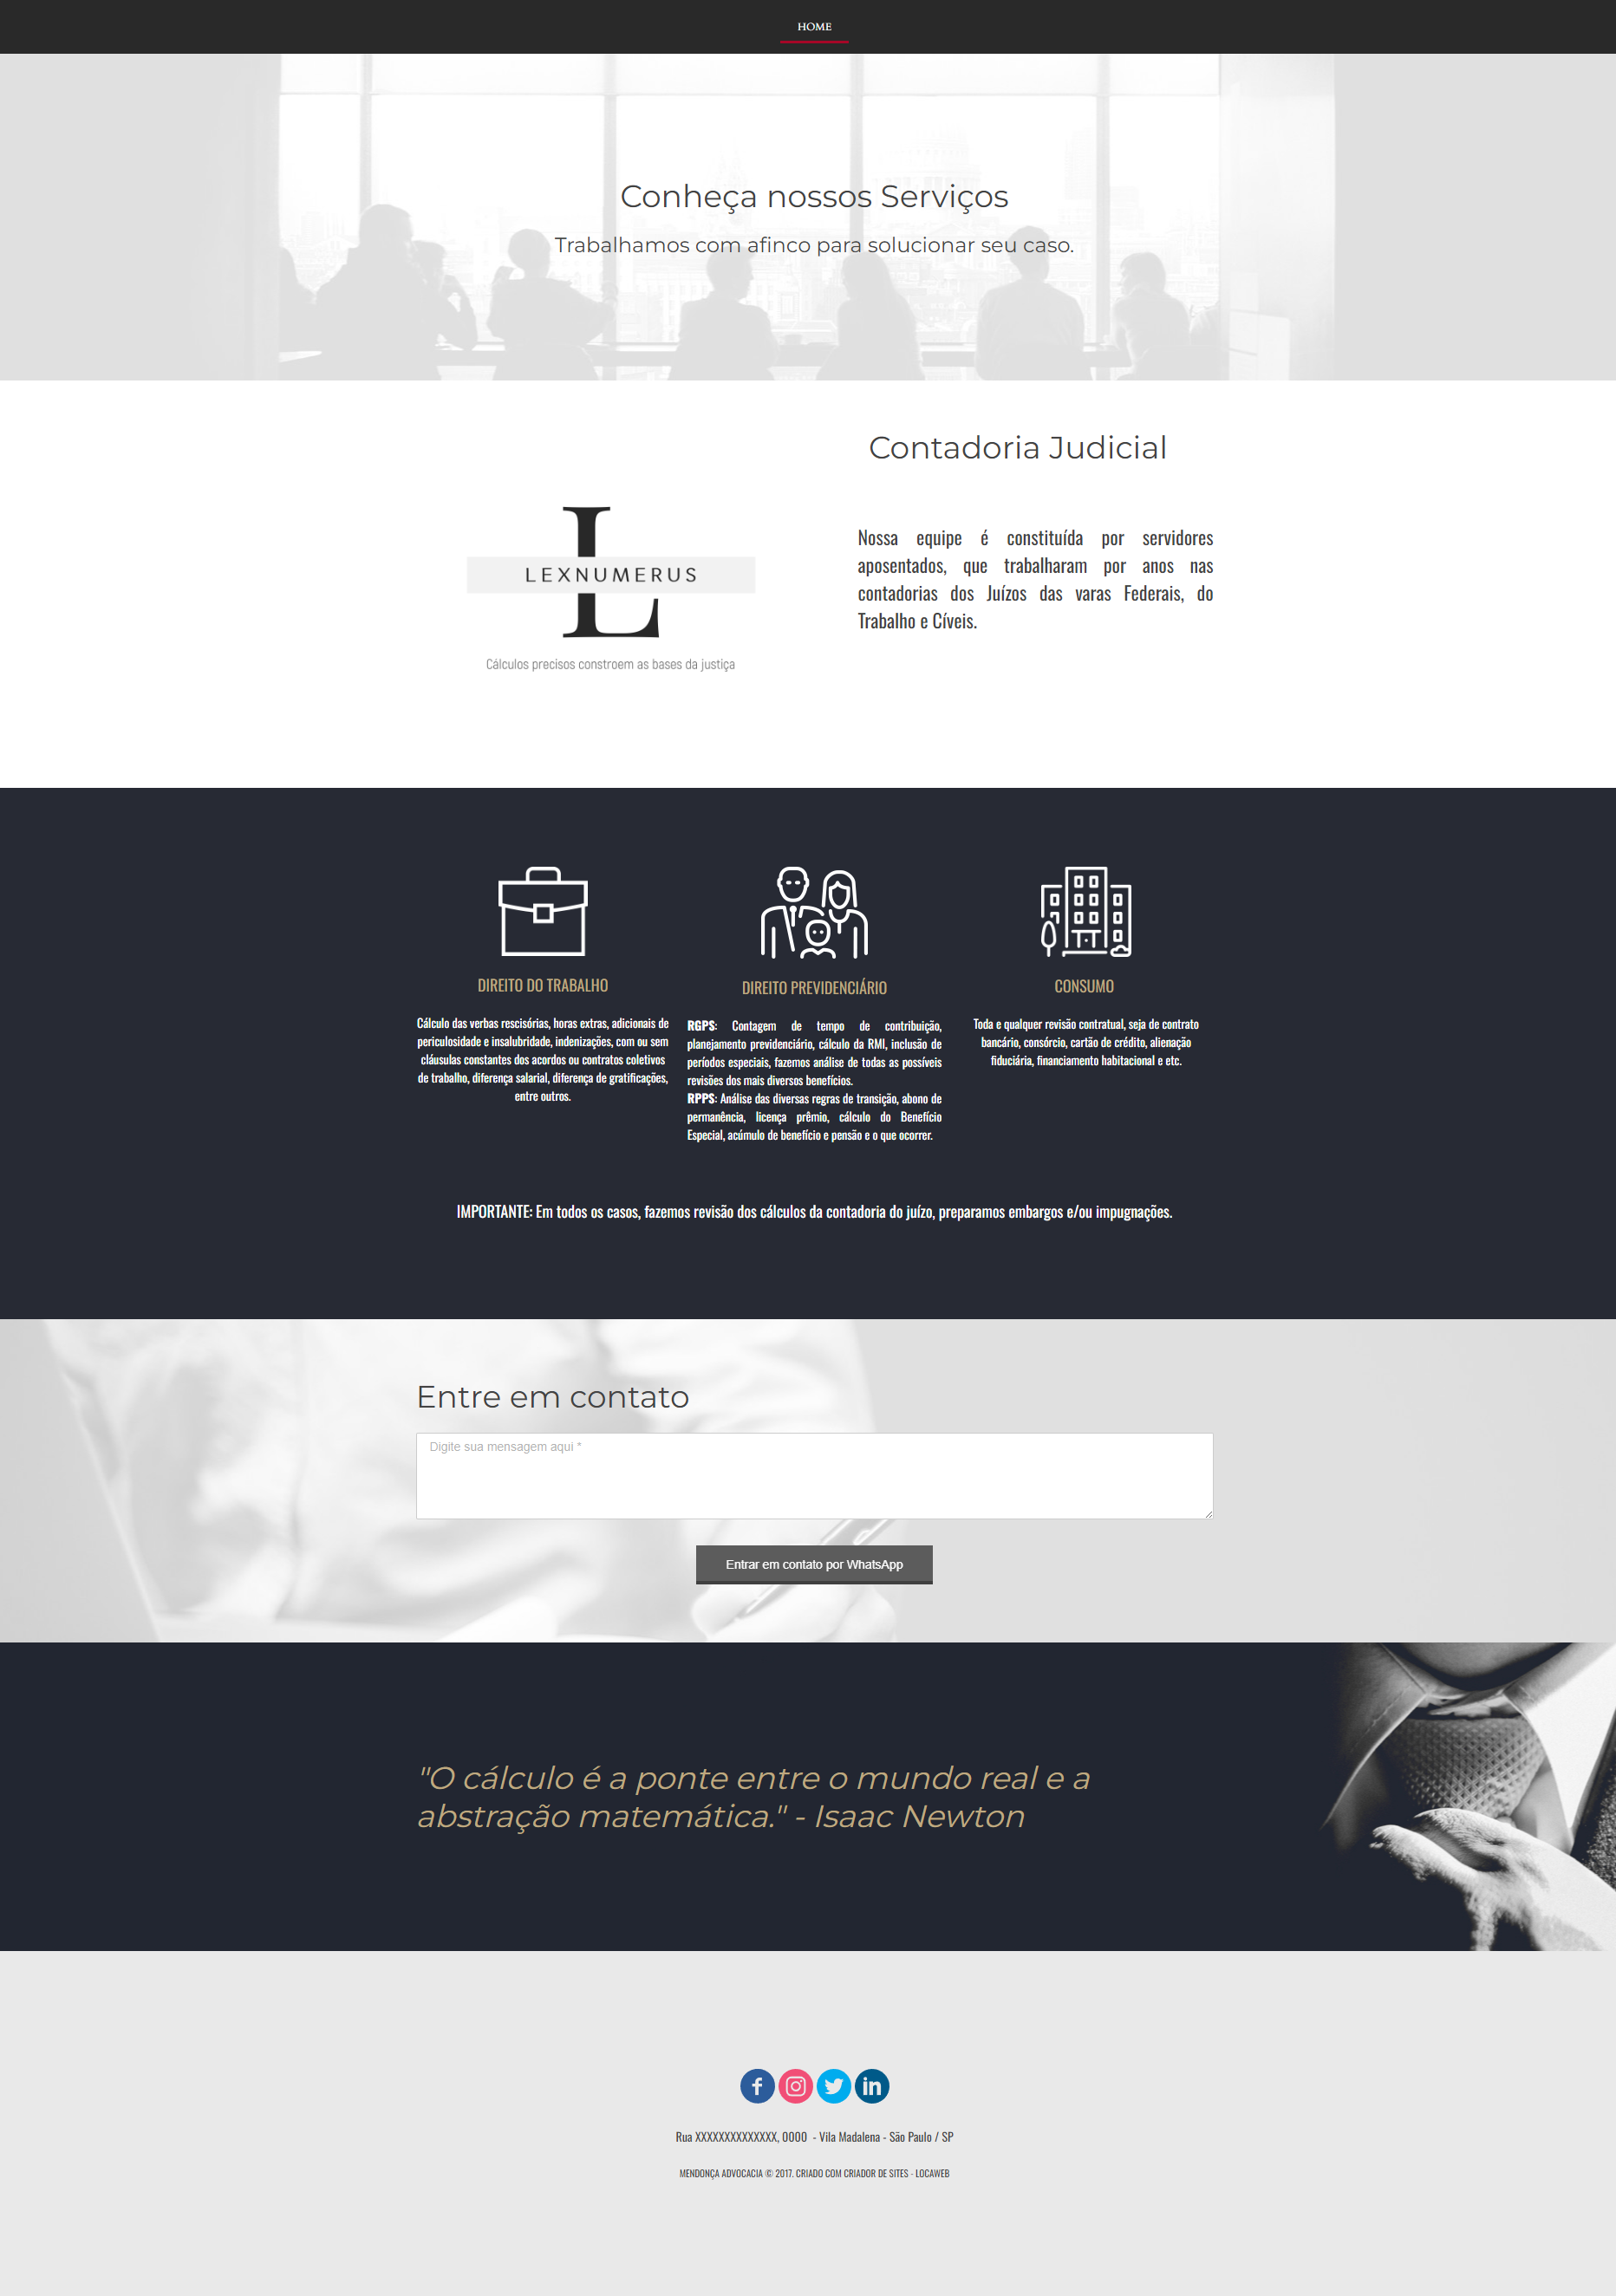 HOME
Conheça nossos Serviços
Trabalhamos com afinco para solucionar seu caso.
Contadoria Judicial
LEXNUMERUS
Cálculos precisos constroem as bases da justiça
Nossa equipe é constituída por servidores
aposentados, que trabalharam por anos nas
contadorias dos Juízos das varas Federais, do
Trabalho e Cíveis.
DIREITO DO TRABALHO
Cálculo das verbas rescisórias, horas extras, adicionais de
periculosidade e insalubridade, indenizações, com ou sem
cláusulas constantes dos acordos ou contratos coletivos
de trabalho, diferença salarial, diferença de gratificações,
entre outros.
DIREITO PREVIDENCIÁRIO
RGPS: Contagem de tempo de contribuição,
planejamento previdenciário, cálculo da RMI, inclusão de
períodos especiais, fazemos análise de todas as possíveis
revisões dos mais diversos benefícios.
RPPS: Análise das diversas regras de transição, abono de
permanência, licença prêmio, cálculo do Benefício
Especial, acúmulo de benefício e pensão e o que ocorrer.
CONSUMO
Toda e qualquer revisão contratual, seja de contrato
bancário, consórcio, cartão de crédito, alienação
fiduciária, financiamento habitacional e etc.
IMPORTANTE: Em todos os casos, fazemos revisão dos cálculos da contadoria do juízo, preparamos embargos e/ou impugnações.
Entre em contato
Digite sua mensagem aqui *
Entrar em contato por WhatsApp
"O cálculo é a ponte entre o mundo real e a
abstração matemática." - Isaac Newton
Rua XXXXXXXXXXXXXX, 0000 - Vila Madalena - São Paulo / SP
MENDONÇA ADVOCACIA © 2017. CRIADO COM CRIADOR DE SITES - LOCAWEB